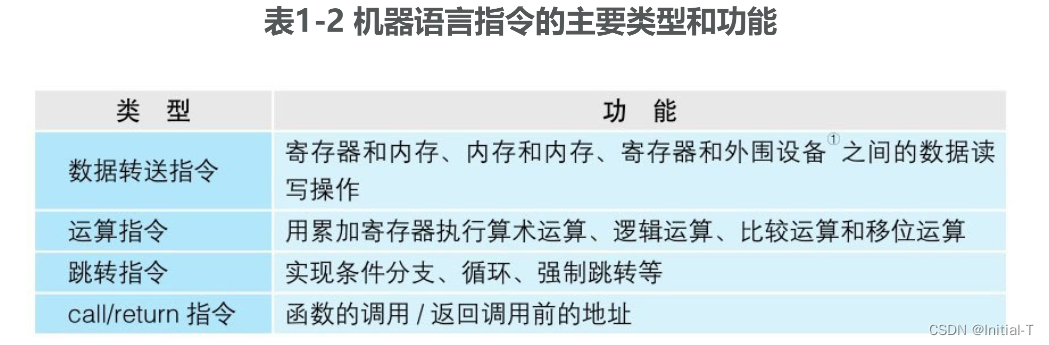 表1-2 机器语言指令的主要类型和功能
类 型
功 能
数据转送指令
寄存器和内存、内存和内存、寄存器和外围设备①之间的数据读
写操作
运算指令
用累加寄存器执行算术运算、逻辑运算、比较运算和移位运算
跳转指令
实现条件分支、循环、强制跳转等
call/return 指令
函数的调用 / 返回调用前的地址
CSDN @Initial-T